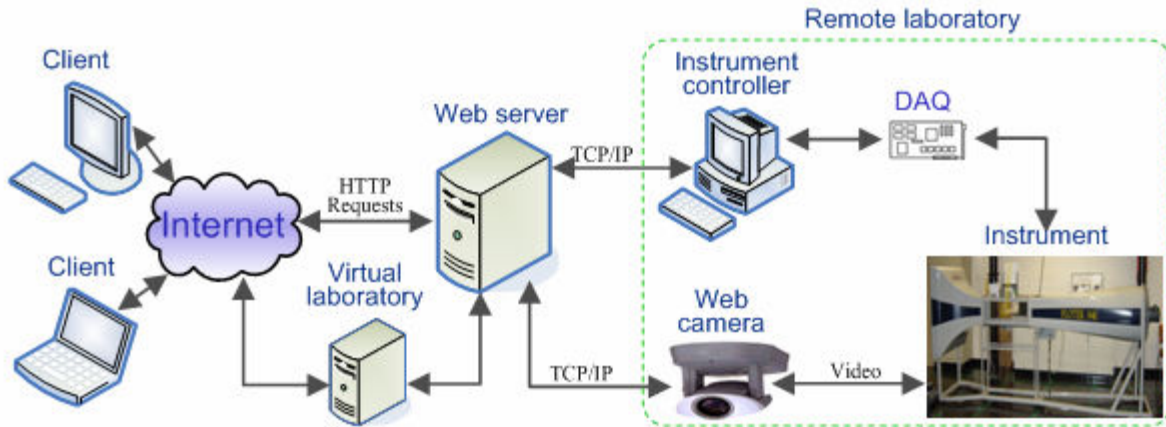 Remote laboratory
Client
Instrument
controller
DAQ
Web server
TCP/IP
HTTP
Requests
Internet
Instrument
Client
Virtual
laboratory
Web
camera
TCP/IP
Video